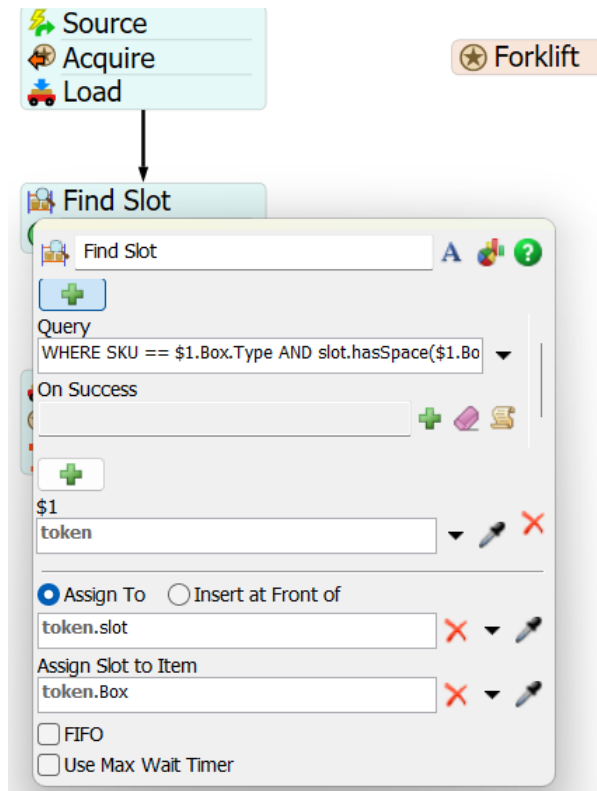 Source
Acquire
Load
Forklift
Find Slot
Find Slot
A
?
Query
WHERE SKU == $1.Box.Type AND slot.hasSpace($1.Bo
On Success
$1
token
Assign To
Insert at Front of
token.slot
Assign Slot to Item
token.Box
FIFO
Use Max Wait Timer